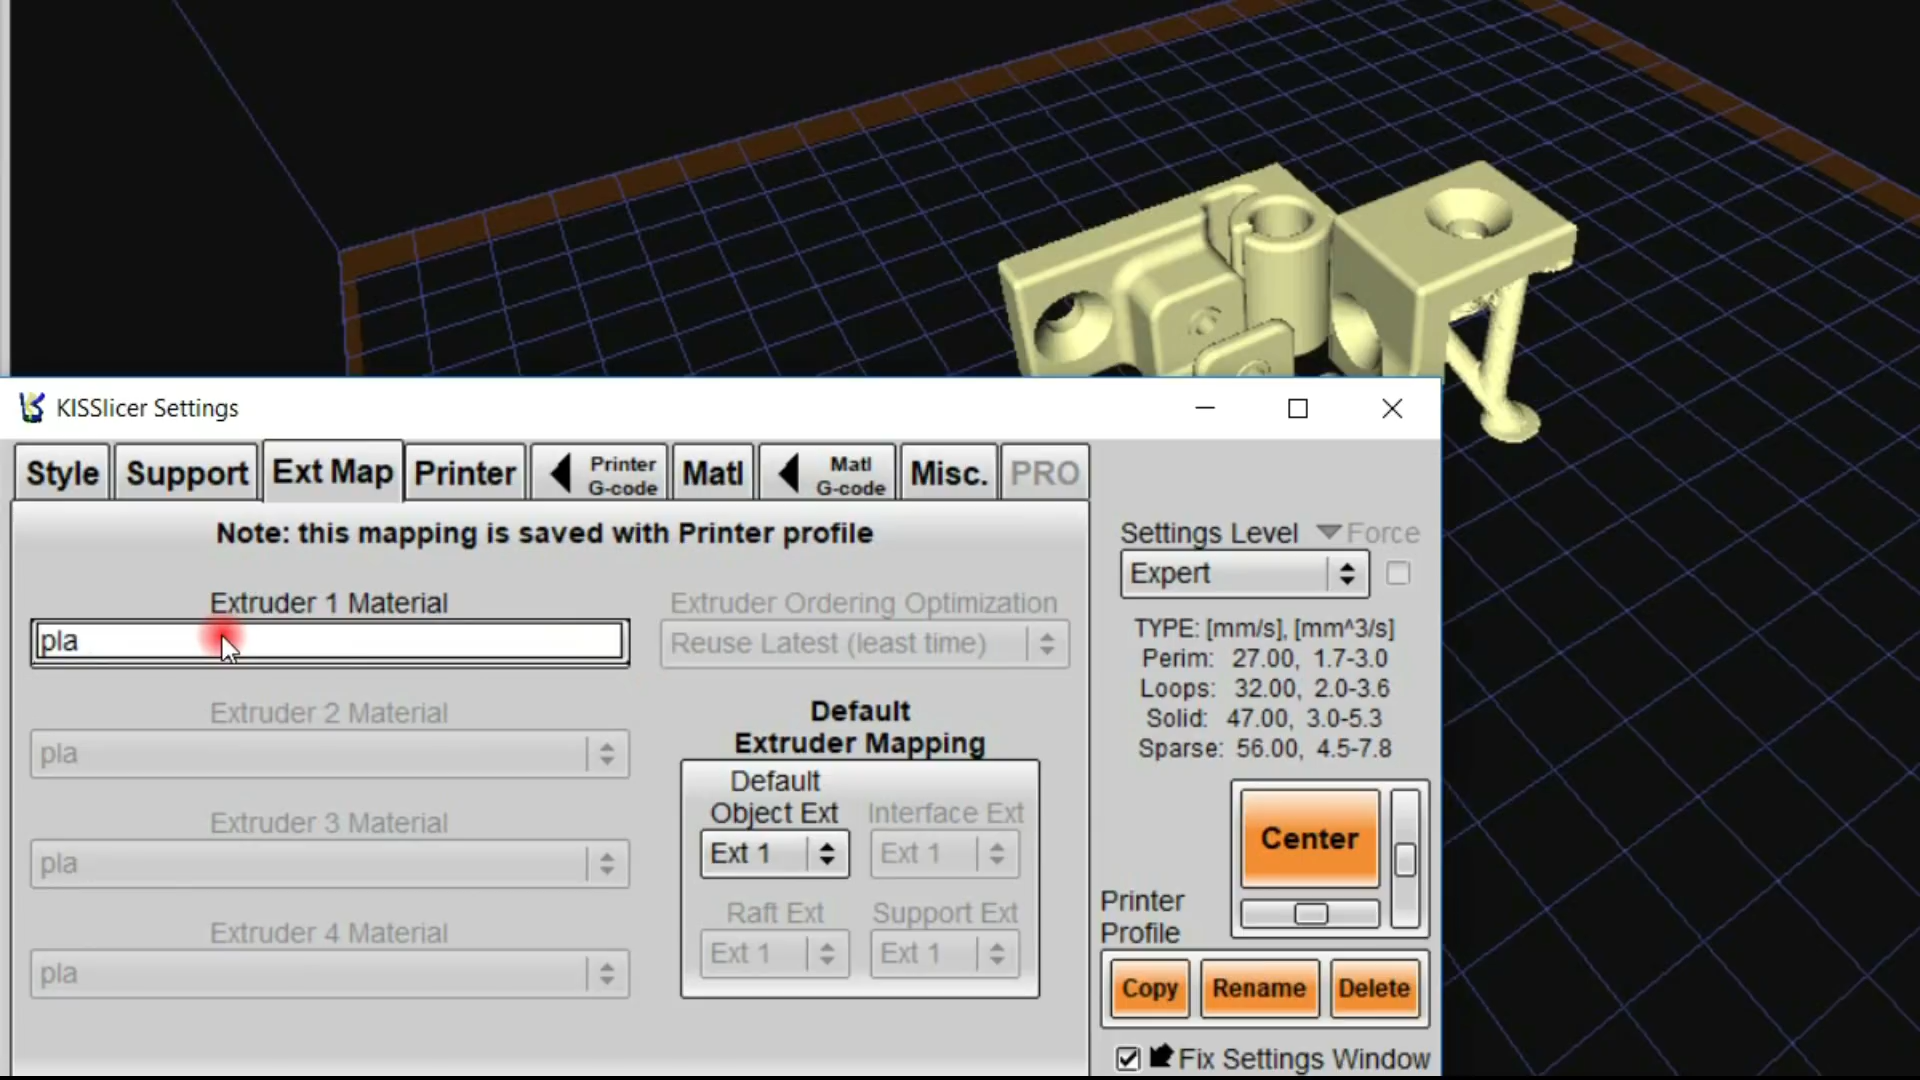 KISSlicer Settings
Style
Support
Ext Map
Printer
Printer
G-code
Matl
Matl
G-code
Misc.
PRO
Note: this mapping is saved with Printer profile
Extruder 1 Material
pla
Extruder 2 Material
pla
Extruder 3 Material
pla
Extruder 4 Material
pla
Extruder Ordering Optimization
Reuse Latest (least time)
Default
Extruder Mapping
Default
Object Ext
Ext 1
Interface Ext
Ext 1
Raft Ext
Ext 1
Support Ext
Ext 1
Settings Level
Force
Expert
TYPE: [mm/s], [mm^3/s]
Perim: 27.00, 1.7-3.0
Loops: 32.00, 2.0-3.6
Solid: 47.00, 3.0-5.3
Sparse: 56.00, 4.5-7.8
Center
Printer
Profile
Copy
Rename
Delete
Fix Settings Window